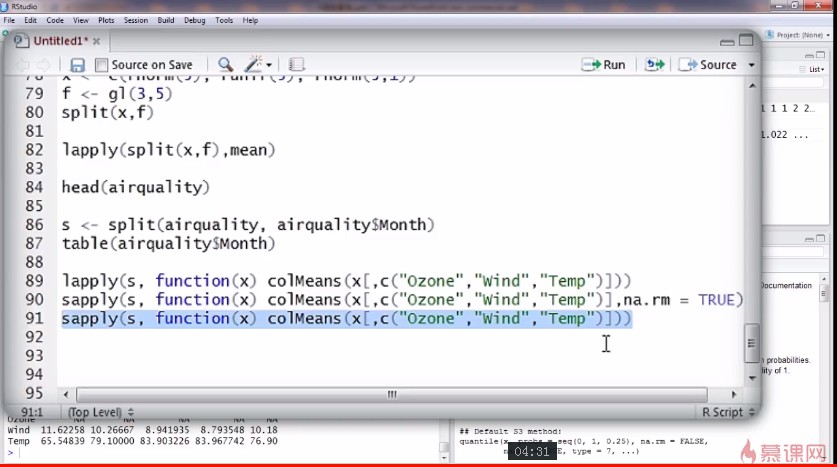 RStudio
File Edit Code View Plots Session Build Debug Tools Help
Project: (None)
Untitled1*
Source on Save
Run
Source
List
78 x <- c(rnorm(5), runif(5), rnorm(5,1))
79 f <- gl(3,5)
80 split(x,f)
81
82 lapply(split(x,f),mean)
83
84 head(airquality)
85
86 s <- split(airquality, airquality$Month)
87 table(airquality$Month)
88
89 lapply(s, function(x) colMeans(x[,c("Ozone","Wind","Temp")]))
90 sapply(s, function(x) colMeans(x[,c("Ozone","Wind","Temp")],na.rm = TRUE)
91 sapply(s, function(x) colMeans(x[,c("Ozone","Wind","Temp")]))
92
93
94
95
91:1 (Top Level) R Script
1 1 1 2 2...
1.022 ...
Documentation
n probabilities.
ity of 1.
Ozone NA NA NA NA NA
Wind 11.62258 10.26667 8.941935 8.793548 10.18
Temp 65.54839 79.10000 83.903226 83.967742 76.90
>
## Default S3 method:
quantile(x, probs = seq(0, 1, 0.25), na.rm = FALSE,
type = 7, ...)
04:31
慕课网